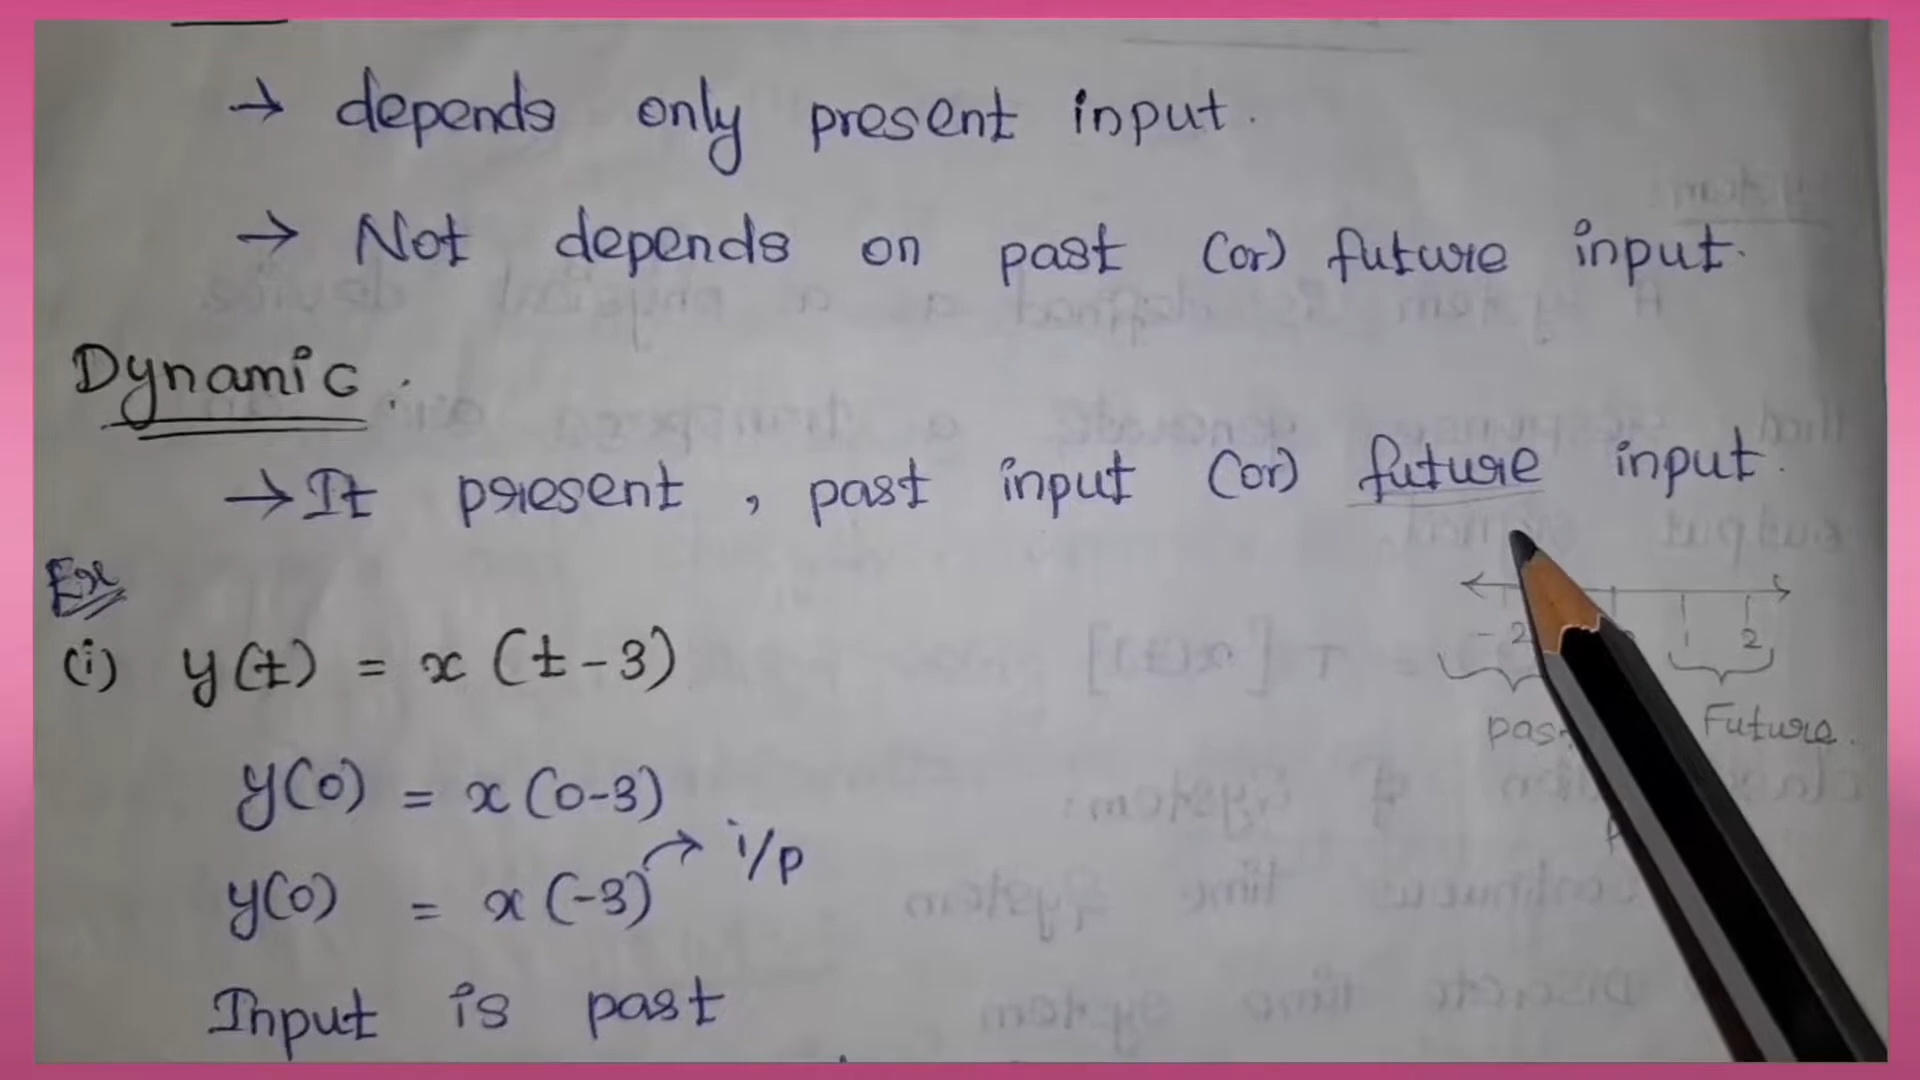 → depends only present input.
→ Not depends on past (or) future input.
Dynamic:
→ It present, past input (or) future input.
Ex
(i) y(t) = x(t-3)
-2 1 2
Future.
y(0) = x(0-3)
y(0) = x(-3) → i/p
Input is past